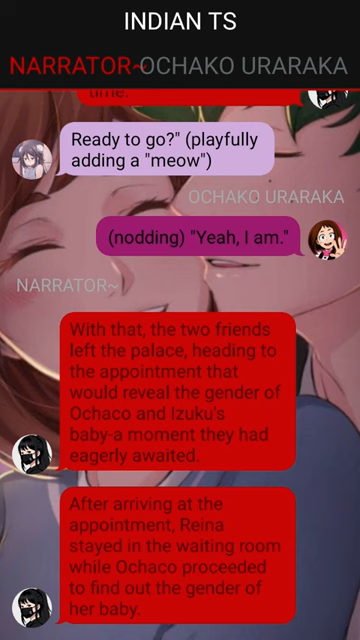 INDIAN TS
NARRATOR~OCHAKO URARAKA
time.
Ready to go?" (playfully
adding a "meow")
OCHAKO URARAKA
(nodding) "Yeah, I am."
NARRATOR~
With that, the two friends
left the palace, heading to
the appointment that
would reveal the gender of
Ochaco and Izuku's
baby-a moment they had
eagerly awaited.
After arriving at the
appointment, Reina
stayed in the waiting room
while Ochaco proceeded
to find out the gender of
her baby.